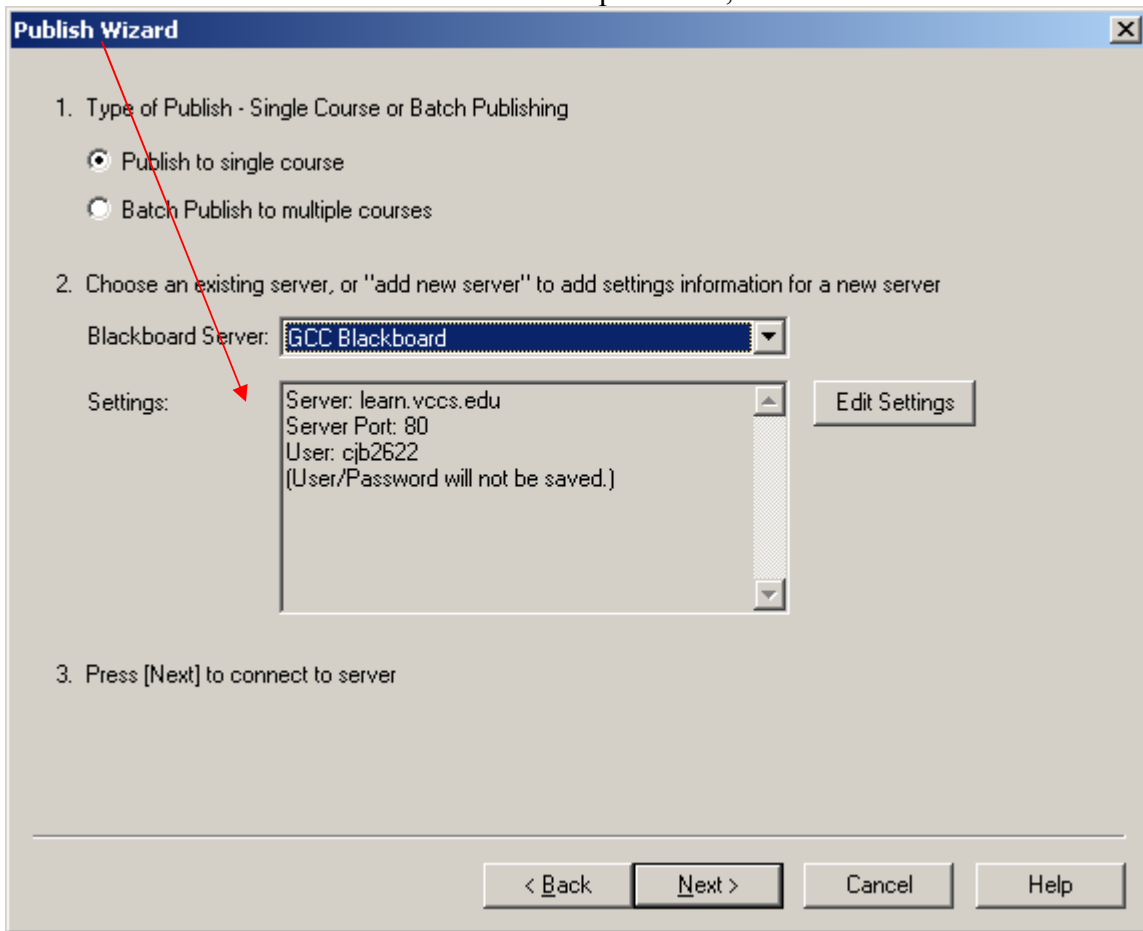 Publish Wizard
1. Type of Publish - Single Course or Batch Publishing
Publish to single course
Batch Publish to multiple courses
2. Choose an existing server, or "add new server" to add settings information for a new server
Blackboard Server: GCC Blackboard
Settings:
Server: learn.vccs.edu
Server Port: 80
User: cjb2622
(User/Password will not be saved.)
Edit Settings
3. Press [Next] to connect to server
< Back
Next >
Cancel
Help